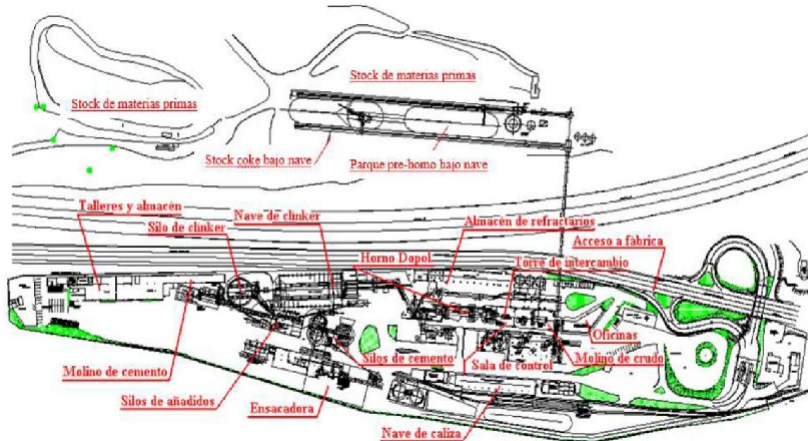 Stock de materias primas
Stock de materias primas
Stock coke bajo nave
Parque pre-horno bajo nave
Talleres y almacén
Nave de clinker
Almacén de refractarios
Silo de clinker
Acceso a fábrica
Horno Dopol
Torre de intercambio
Oficinas
Silos de cemento
Molino de crudo
Sala de control
Molino de cemento
Silos de añadidos
Ensacadora
Nave de caliza